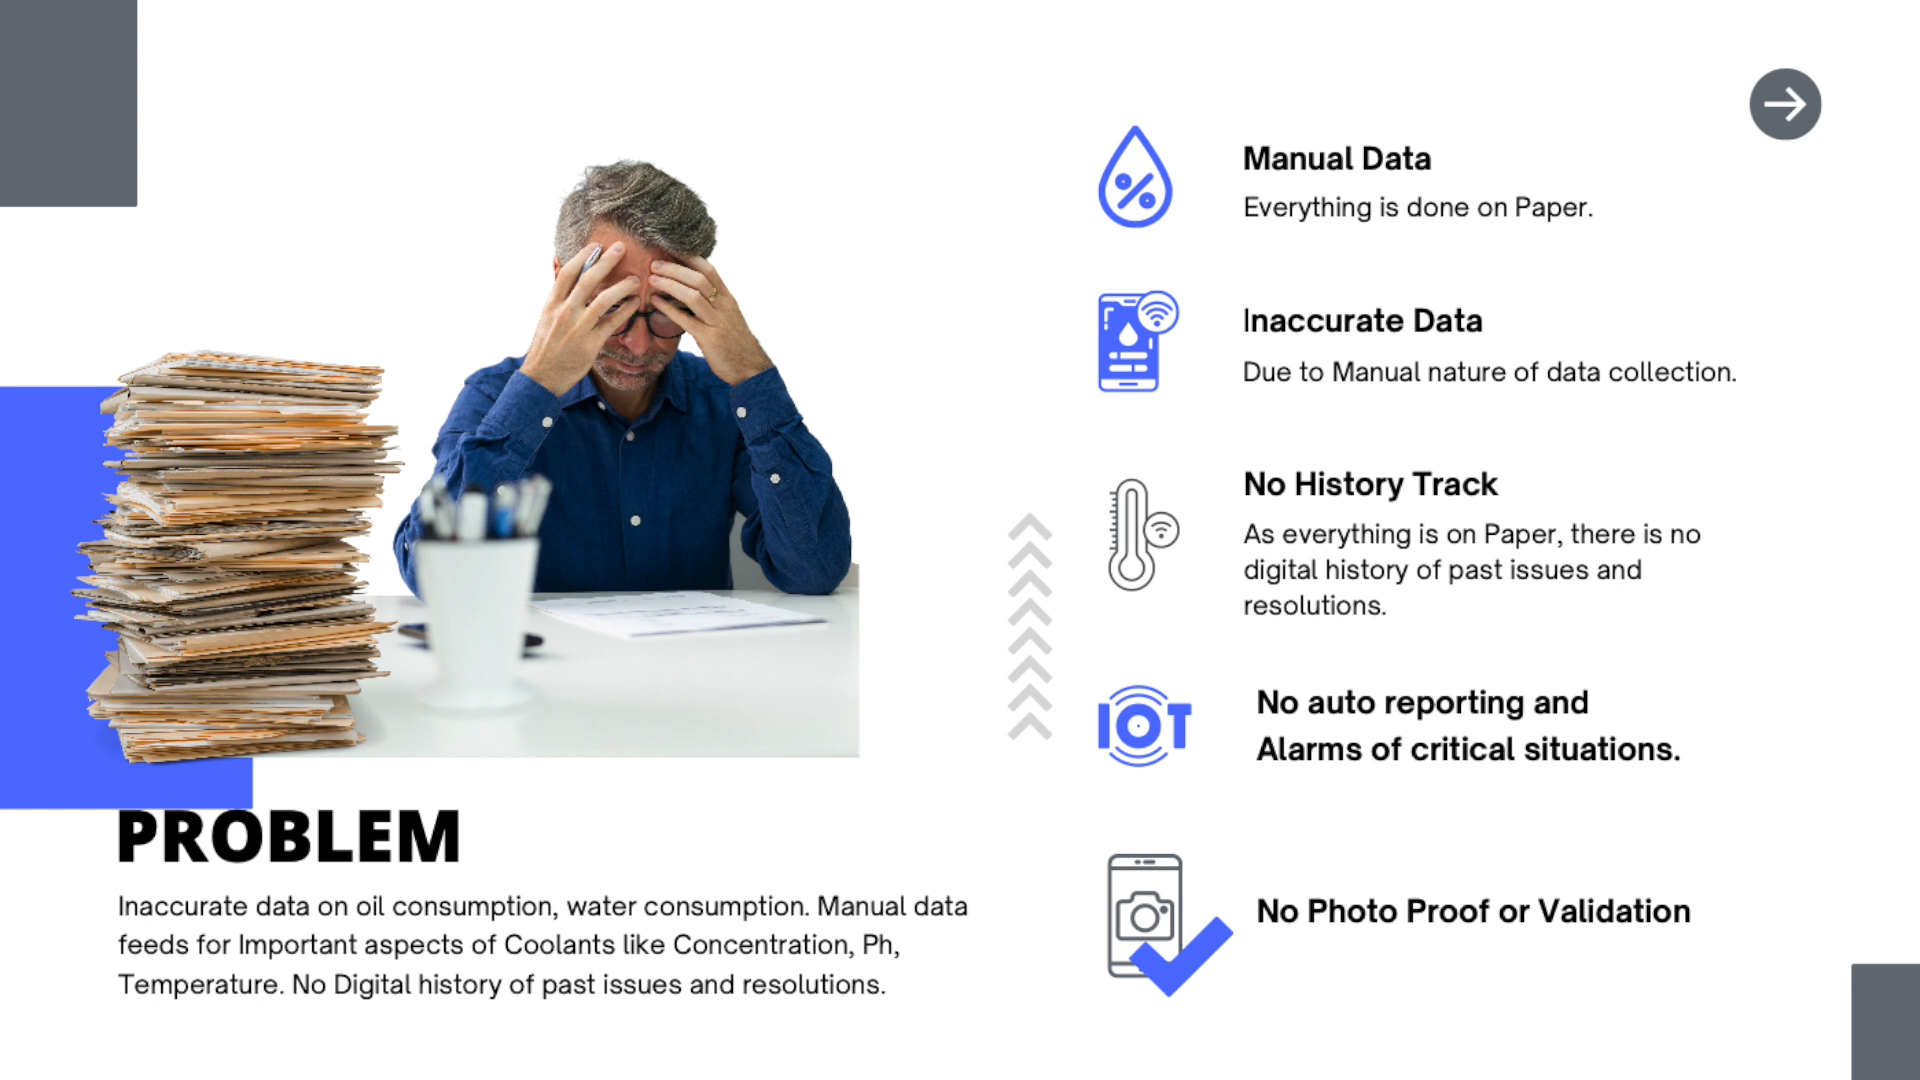 Manual Data
Everything is done on Paper.
Inaccurate Data
Due to Manual nature of data collection.
No History Track
As everything is on Paper, there is no
digital history of past issues and
resolutions.
IOT
No auto reporting and
Alarms of critical situations.
No Photo Proof or Validation
PROBLEM
Inaccurate data on oil consumption, water consumption. Manual data
feeds for Important aspects of Coolants like Concentration, Ph,
Temperature. No Digital history of past issues and resolutions.